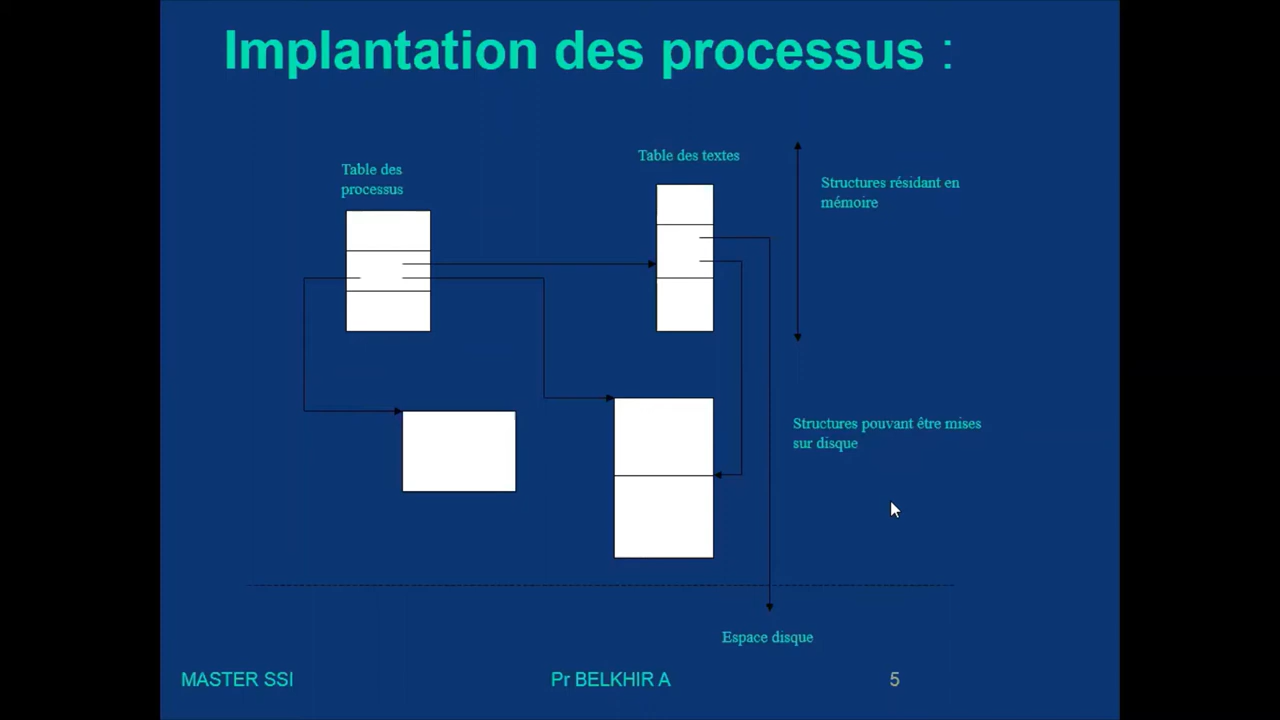 Implantation des processus :
Table des
processus
Table des textes
Structures résidant en
mémoire
Structures pouvant être mises
sur disque
Espace disque
MASTER SSI
Pr BELKHIR A
5